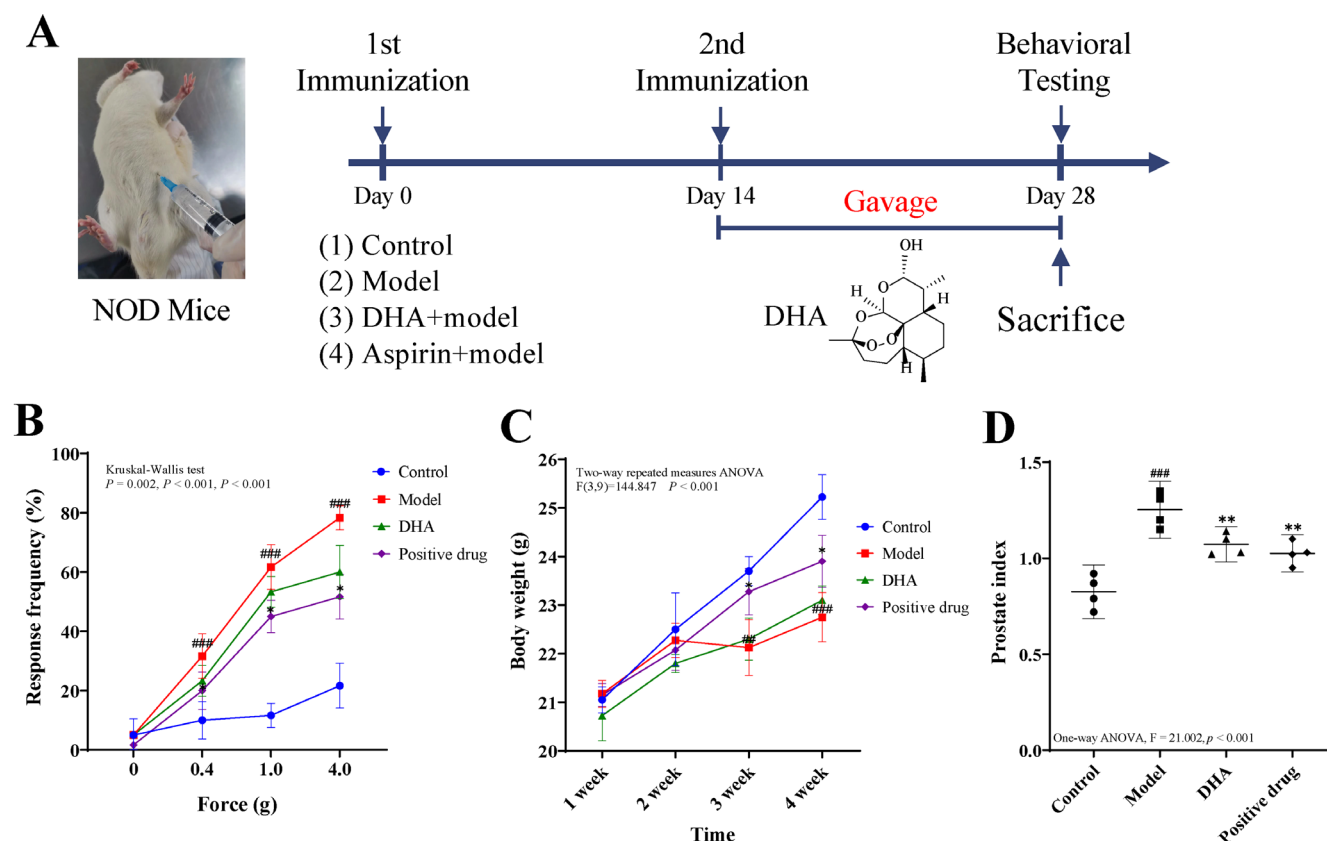 A
1st
Immunization
2nd
Immunization
Behavioral
Testing
Day 0
Day 14
Day 28
Gavage
NOD Mice
(1) Control
(2) Model
(3) DHA+model
(4) Aspirin+model
DHA
OH
H
O
H
O
O
O
H
Sacrifice
B
Kruskal-Wallis test
P = 0.002, P < 0.001, P < 0.001
Response frequency (%)
100
80
60
40
20
0
0
0.4
1.0
4.0
Force (g)
###
###
###
*
*
*
Control
Model
DHA
Positive drug
C
Two-way repeated measures ANOVA
F(3,9)=144.847 P < 0.001
Body weight (g)
26
25
24
23
22
21
20
1 week
2 week
3 week
4 week
Time
*
##
*
###
Control
Model
DHA
Positive drug
D
Prostate index
1.5
1.0
0.5
0.0
###
**
**
One-way ANOVA, F = 21.002, p < 0.001
Control
Model
DHA
Positive drug